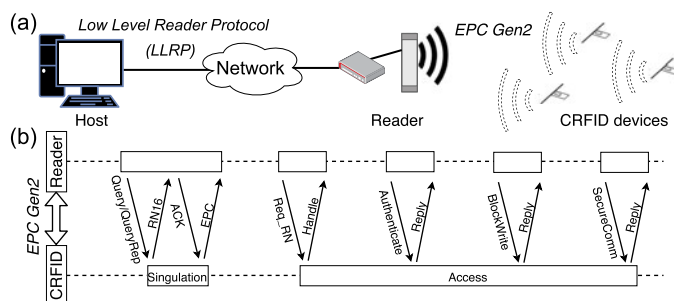 (a)
Low Level Reader Protocol
(LLRP)
EPC Gen2
Network
Host
Reader
CRFID devices
(b)
Reader
EPC Gen2
CRFID
Query/QueryRep
RN16
ACK
EPC
Req_RN
Handle
Authenticate
Reply
BlockWrite
Reply
SecureComm
Reply
Singulation
Access